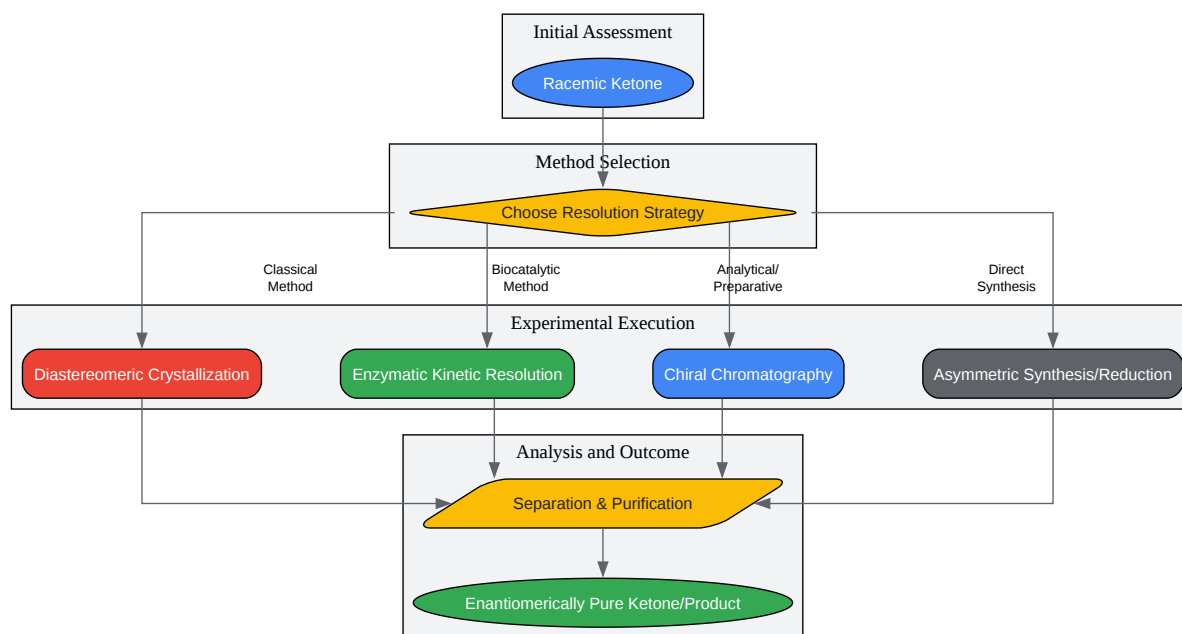 Initial Assessment
Racemic Ketone
Method Selection
Choose Resolution Strategy
Classical
Method
Biocatalytic
Method
Analytical/
Preparative
Direct
Synthesis
Experimental Execution
Diastereomeric Crystallization
Enzymatic Kinetic Resolution
Chiral Chromatography
Asymmetric Synthesis/Reduction
Analysis and Outcome
Separation & Purification
Enantiomerically Pure Ketone/Product